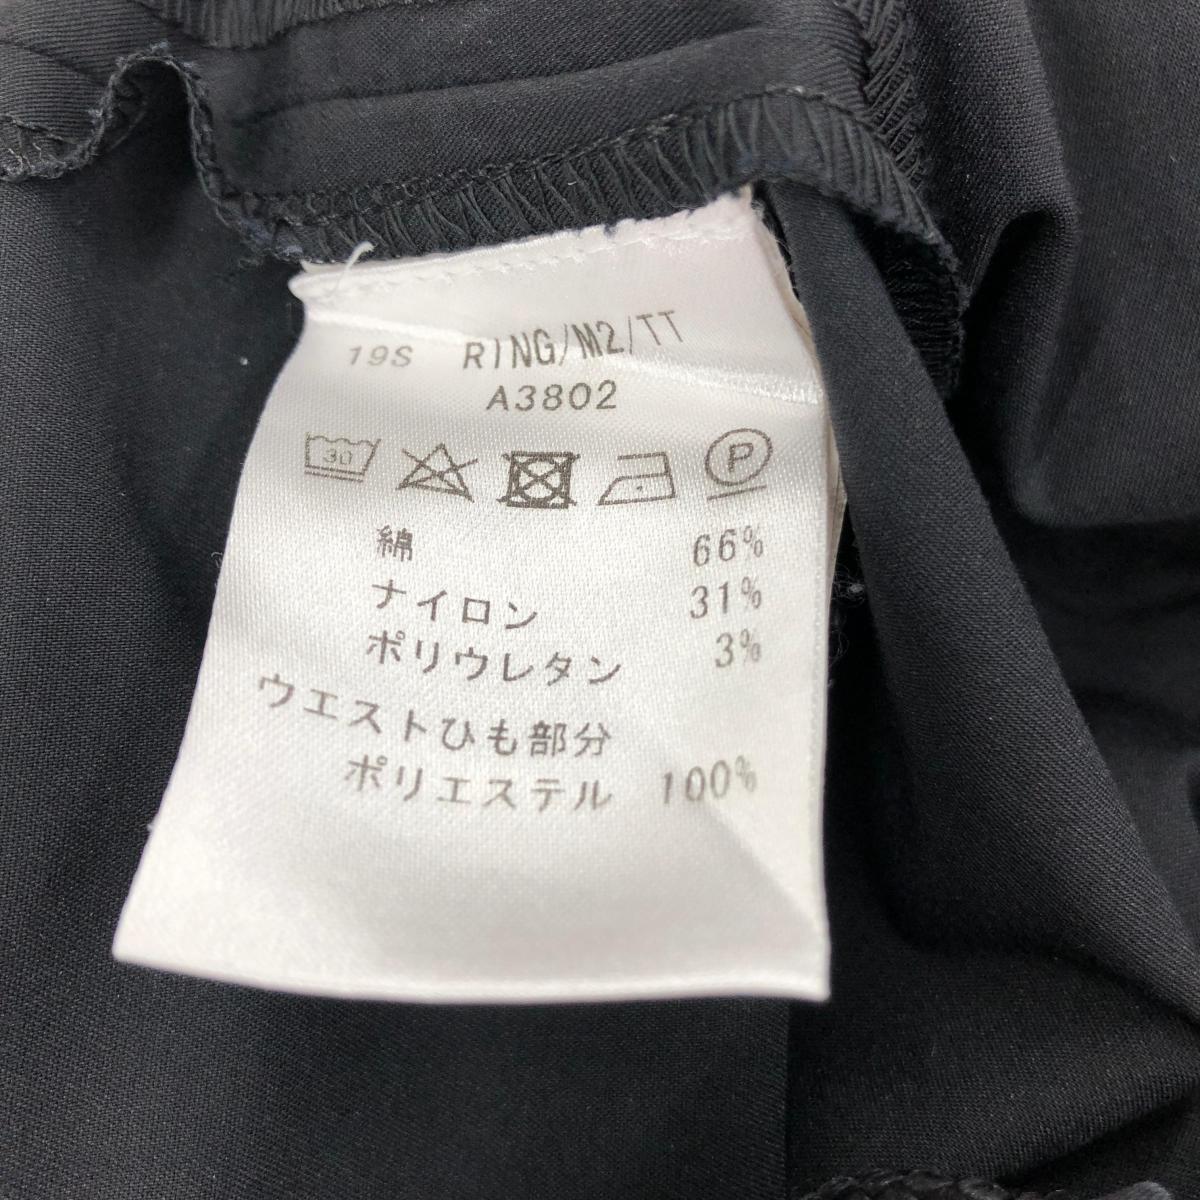 19S RING/M2/TT
A3802
30 P
綿 66%
ナイロン 31%
ポリウレタン 3%
ウエストひも部分
ポリエステル 100%